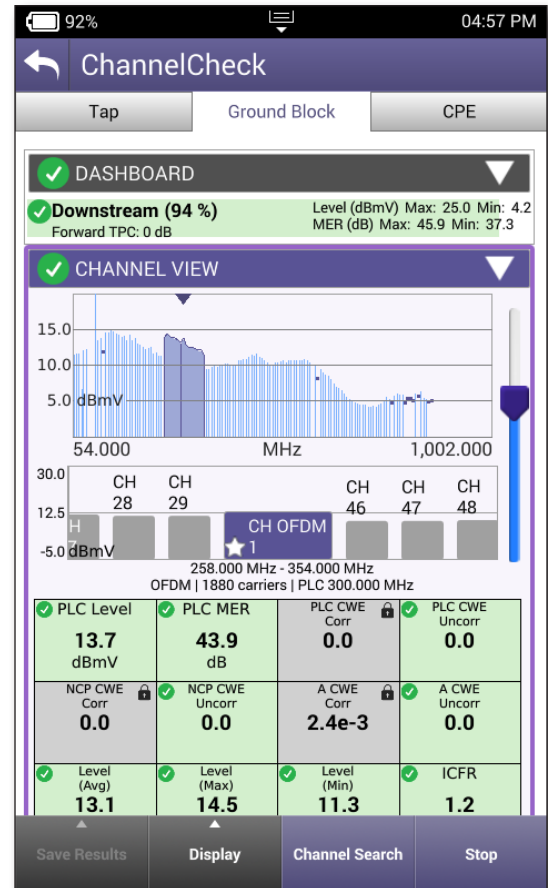 92%
04:57 PM
ChannelCheck
Tap
Ground Block
CPE
DASHBOARD
Downstream (94 %)
Level (dBmV) Max: 25.0 Min: 4.2
Forward TPC: 0 dB
MER (dB) Max: 45.9 Min: 37.3
CHANNEL VIEW
15.0
10.0
5.0 dBmV
54.000 MHz 1,002.000
30.0
12.5
-5.0 dBmV
H
7
CH
28
CH
29
CH OFDM
1
CH
46
CH
47
CH
48
258.000 MHz - 354.000 MHz
OFDM | 1880 carriers | PLC 300.000 MHz
PLC Level
13.7
dBmV
PLC MER
43.9
dB
PLC CWE
Corr
0.0
PLC CWE
Uncorr
0.0
NCP CWE
Corr
0.0
NCP CWE
Uncorr
0.0
A CWE
Corr
2.4e-3
A CWE
Uncorr
0.0
Level
(Avg)
13.1
Level
(Max)
14.5
Level
(Min)
11.3
ICFR
1.2
Save Results
Display
Channel Search
Stop